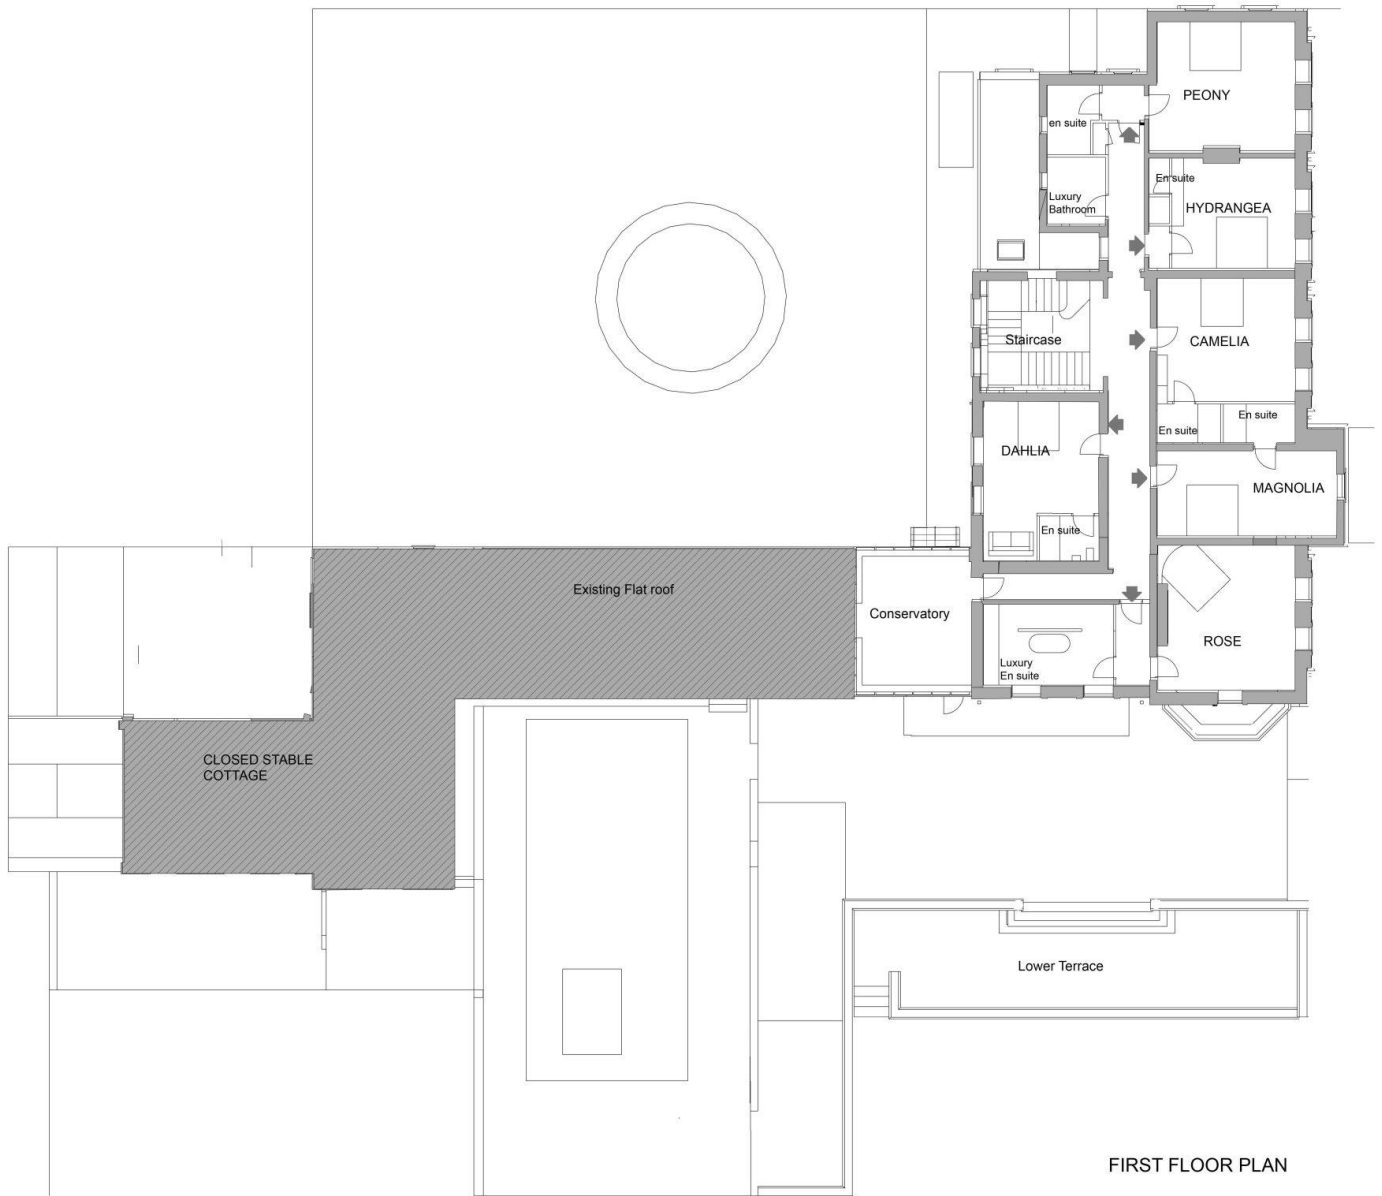 PEONY
en suite
En suite
Luxury
Bathroom
HYDRANGEA
Staircase
CAMELIA
En suite
En suite
DAHLIA
MAGNOLIA
En suite
Existing Flat roof
Conservatory
Luxury
En suite
ROSE
CLOSED STABLE
COTTAGE
Lower Terrace
FIRST FLOOR PLAN